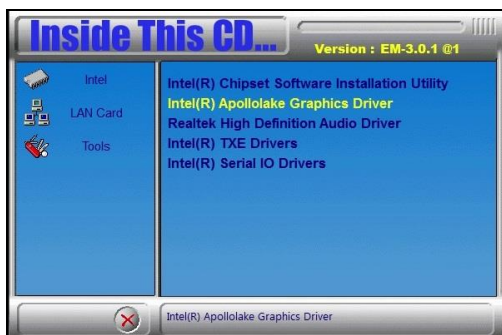 Inside This CD...
Version : EM-3.0.1 @1
Intel
LAN Card
Tools
Intel(R) Chipset Software Installation Utility
Intel(R) Apollolake Graphics Driver
Realtek High Definition Audio Driver
Intel(R) TXE Drivers
Intel(R) Serial IO Drivers
Intel(R) Apollolake Graphics Driver